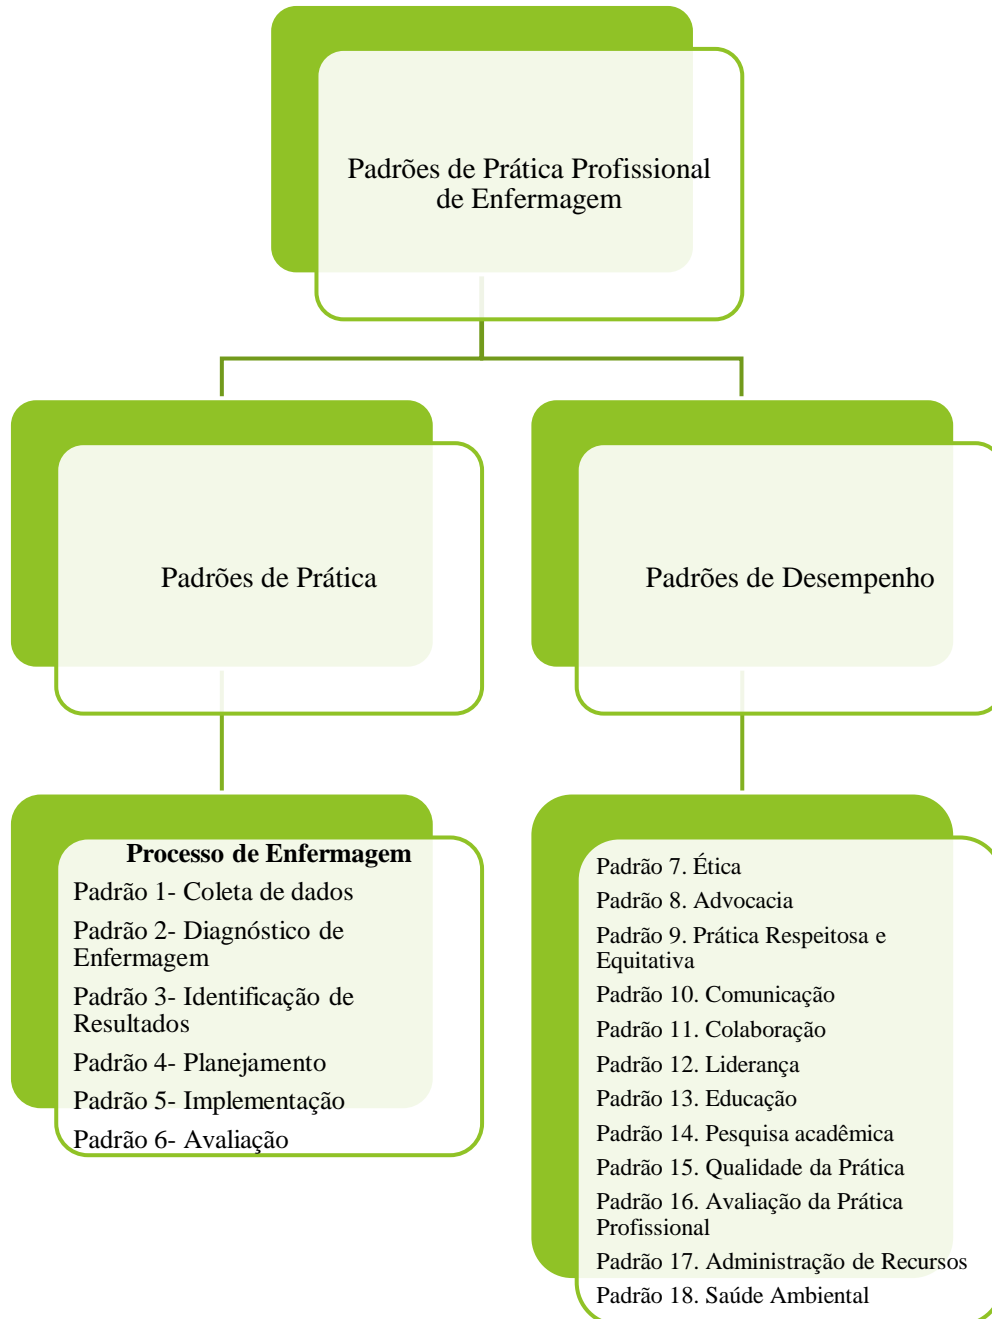 Padrões de Prática Profissional
de Enfermagem
Padrões de Prática
Padrões de Desempenho
Processo de Enfermagem
Padrão 1- Coleta de dados
Padrão 2- Diagnóstico de
Enfermagem
Padrão 3- Identificação de
Resultados
Padrão 4- Planejamento
Padrão 5- Implementação
Padrão 6- Avaliação
Padrão 7. Ética
Padrão 8. Advocacia
Padrão 9. Prática Respeitosa e
Equitativa
Padrão 10. Comunicação
Padrão 11. Colaboração
Padrão 12. Liderança
Padrão 13. Educação
Padrão 14. Pesquisa acadêmica
Padrão 15. Qualidade da Prática
Padrão 16. Avaliação da Prática
Profissional
Padrão 17. Administração de Recursos
Padrão 18. Saúde Ambiental